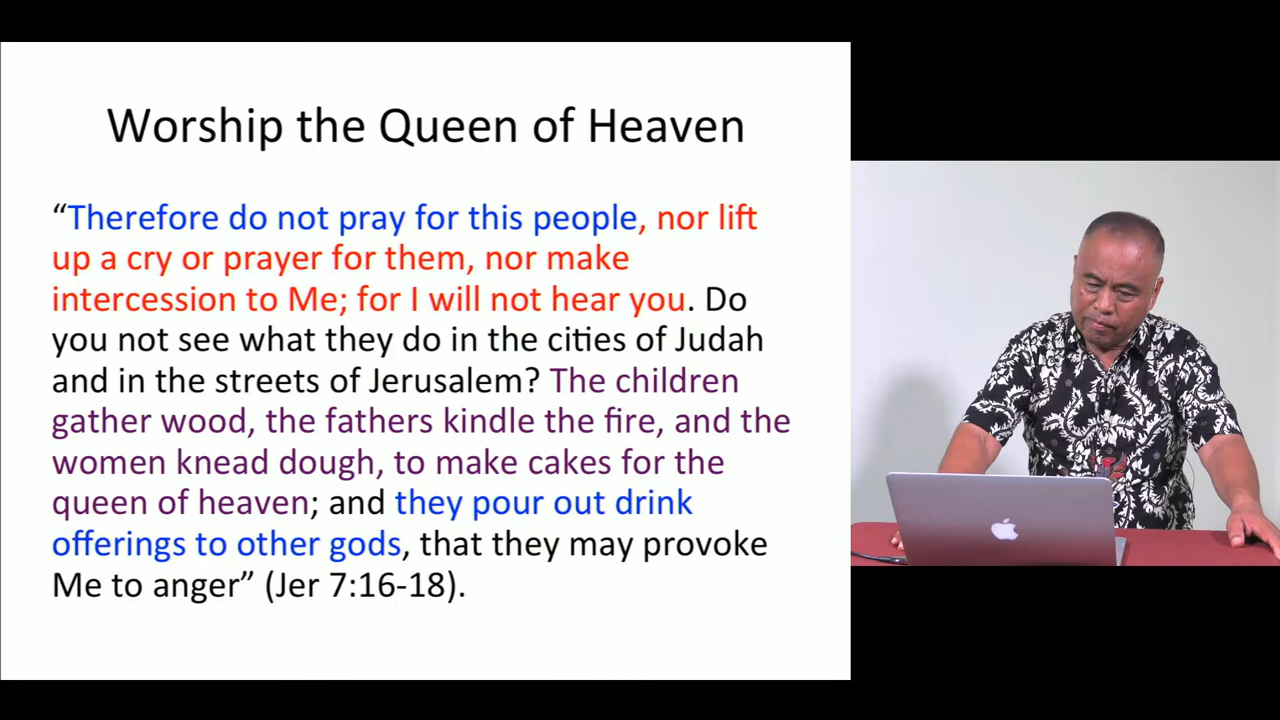 Worship the Queen of Heaven
“Therefore do not pray for this people, nor lift
up a cry or prayer for them, nor make
intercession to Me; for I will not hear you. Do
you not see what they do in the cities of Judah
and in the streets of Jerusalem? The children
gather wood, the fathers kindle the fire, and the
women knead dough, to make cakes for the
queen of heaven; and they pour out drink
offerings to other gods, that they may provoke
Me to anger” (Jer 7:16-18).